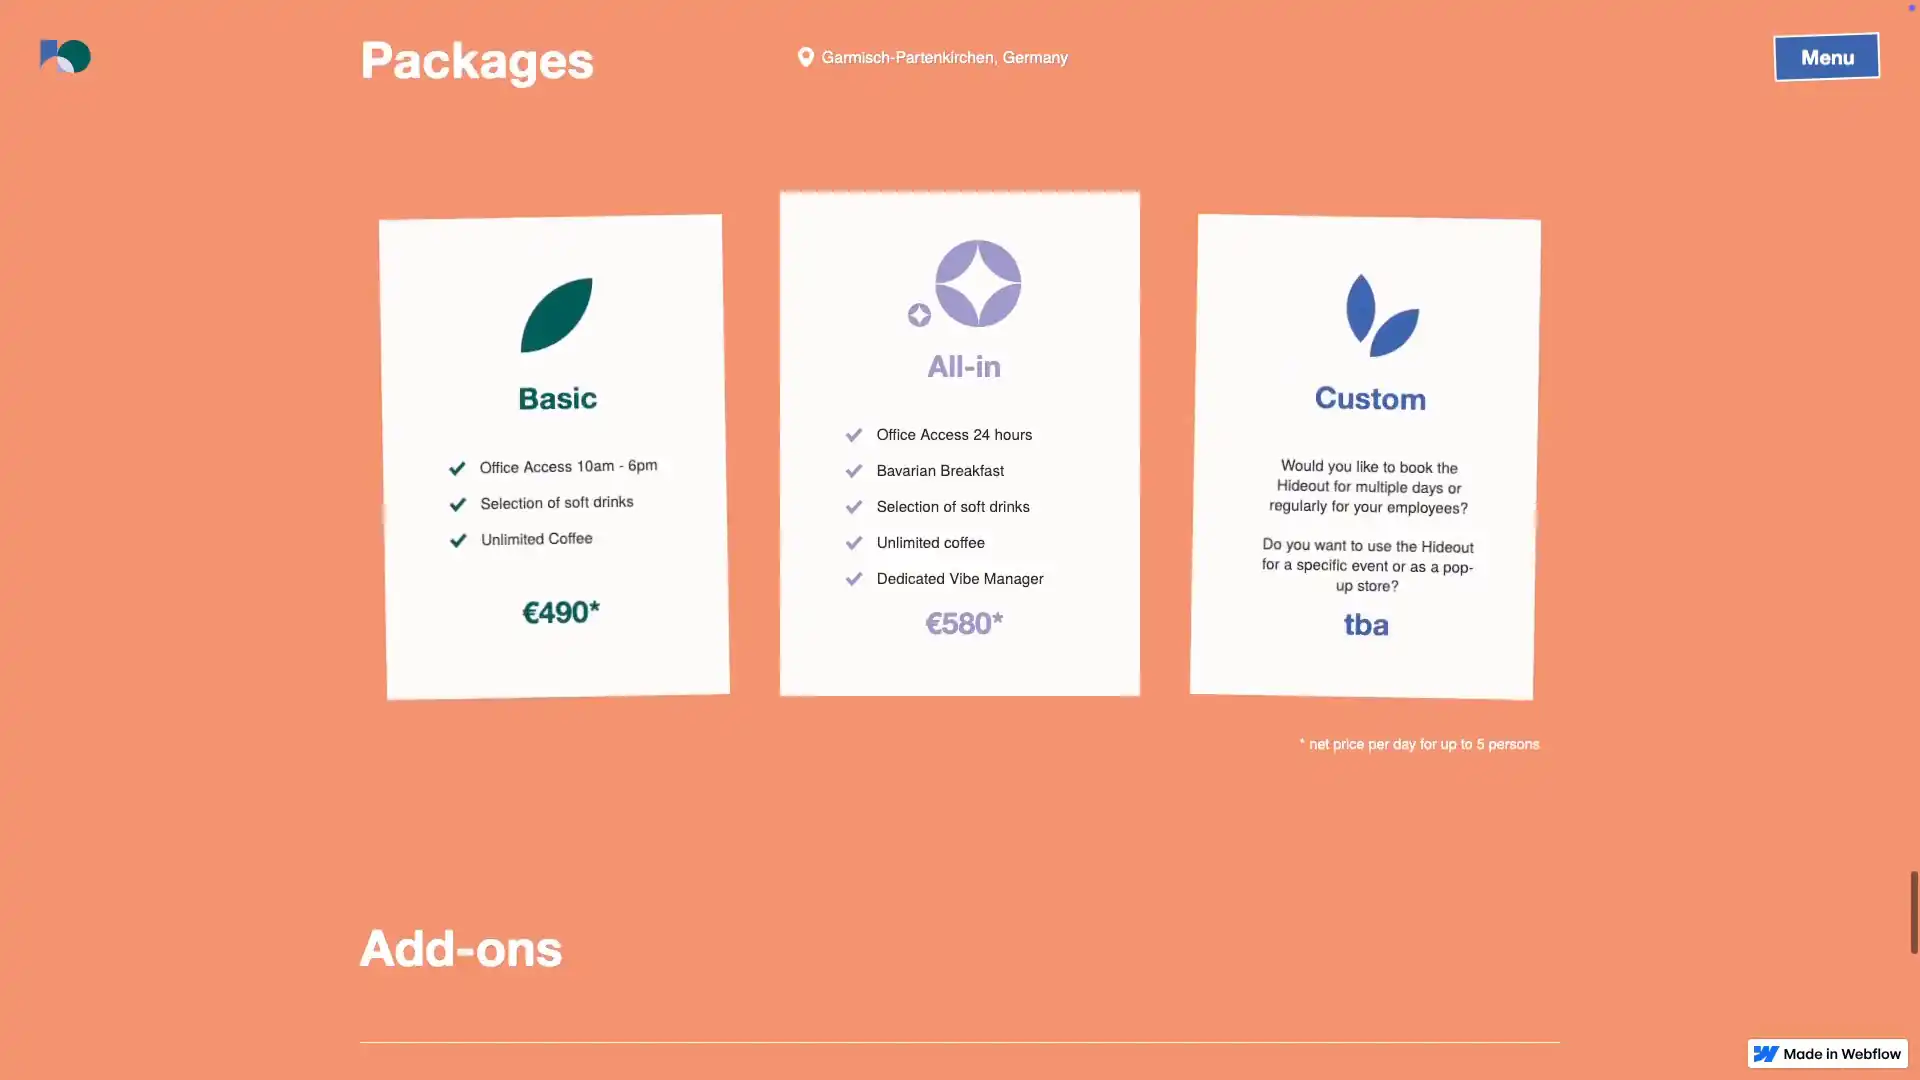 Packages
Garmisch-Partenkirchen, Germany
Menu
Basic
Office Access 10am - 6pm
Selection of soft drinks
Unlimited Coffee
€490*
All-in
Office Access 24 hours
Bavarian Breakfast
Selection of soft drinks
Unlimited coffee
Dedicated Vibe Manager
€580*
Custom
Would you like to book the
Hideout for multiple days or
regularly for your employees?
Do you want to use the Hideout
for a specific event or as a pop-
up store?
tba
* net price per day for up to 5 persons
Add-ons
Made in Webflow